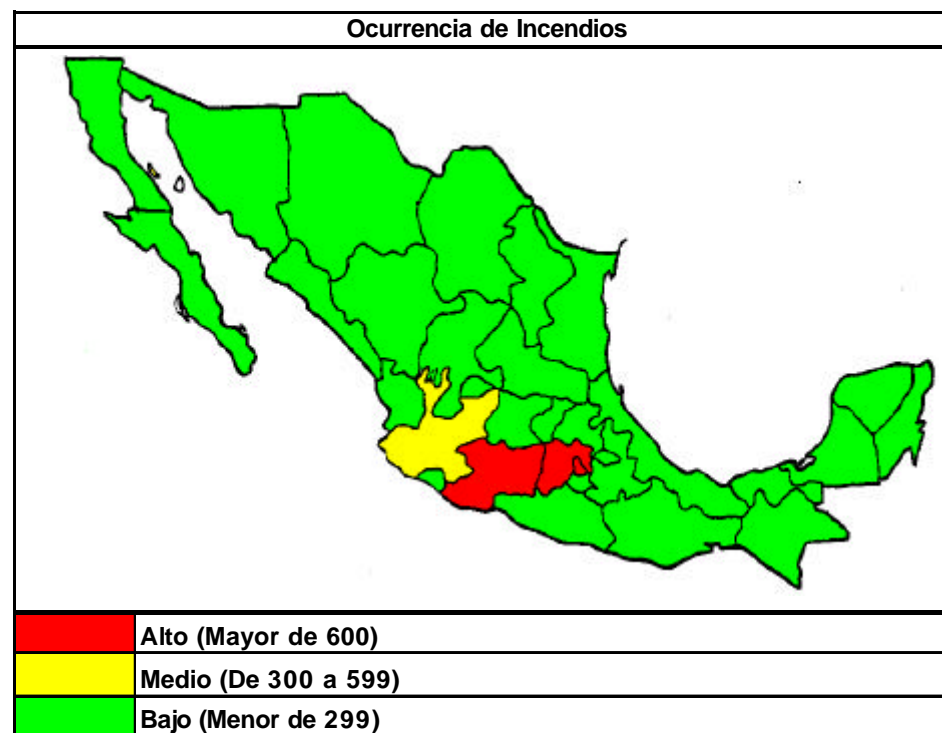 Ocurrencia de Incendios
Alto (Mayor de 600)
Medio (De 300 a 599)
Bajo (Menor de 299)